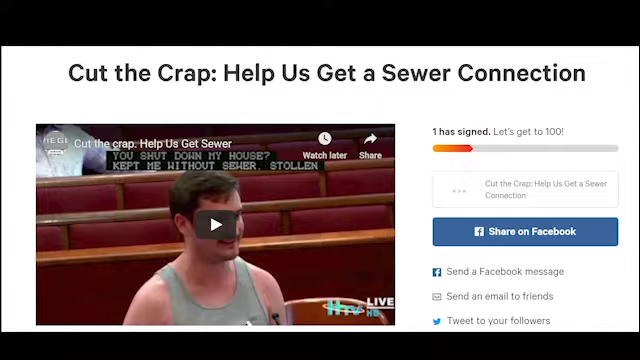 Cut the Crap: Help Us Get a Sewer Connection
Cut the crap. Help Us Get Sewer
Watch later
Share
YOU SHUT DOWN MY HOUSE?
KEPT ME WITHOUT SEWER. STOLLEN
LIVE
HD
1 has signed. Let's get to 100!
Cut the Crap: Help Us Get a Sewer
Connection
Share on Facebook
Send a Facebook message
Send an email to friends
Tweet to your followers